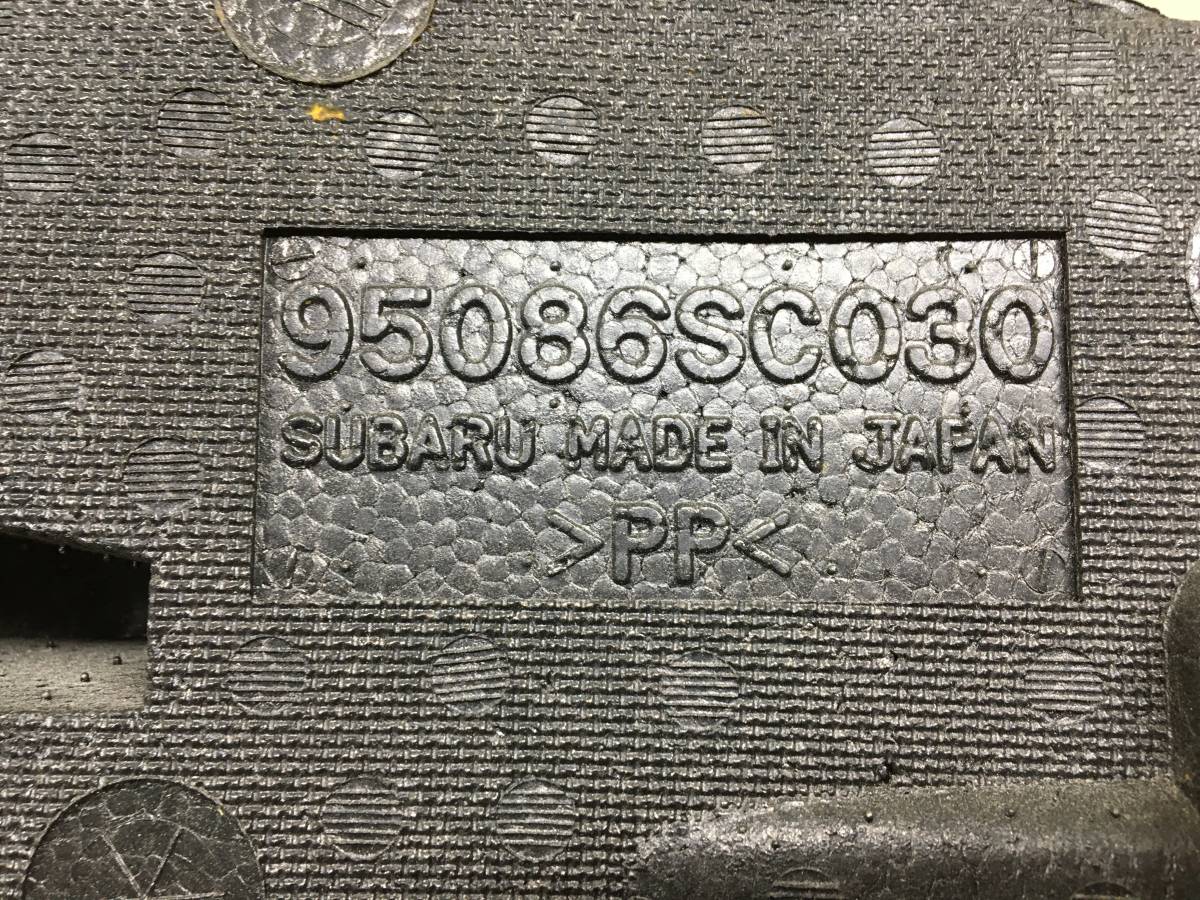 95086SC030
SUBARU MADE IN JAPAN
>PP<